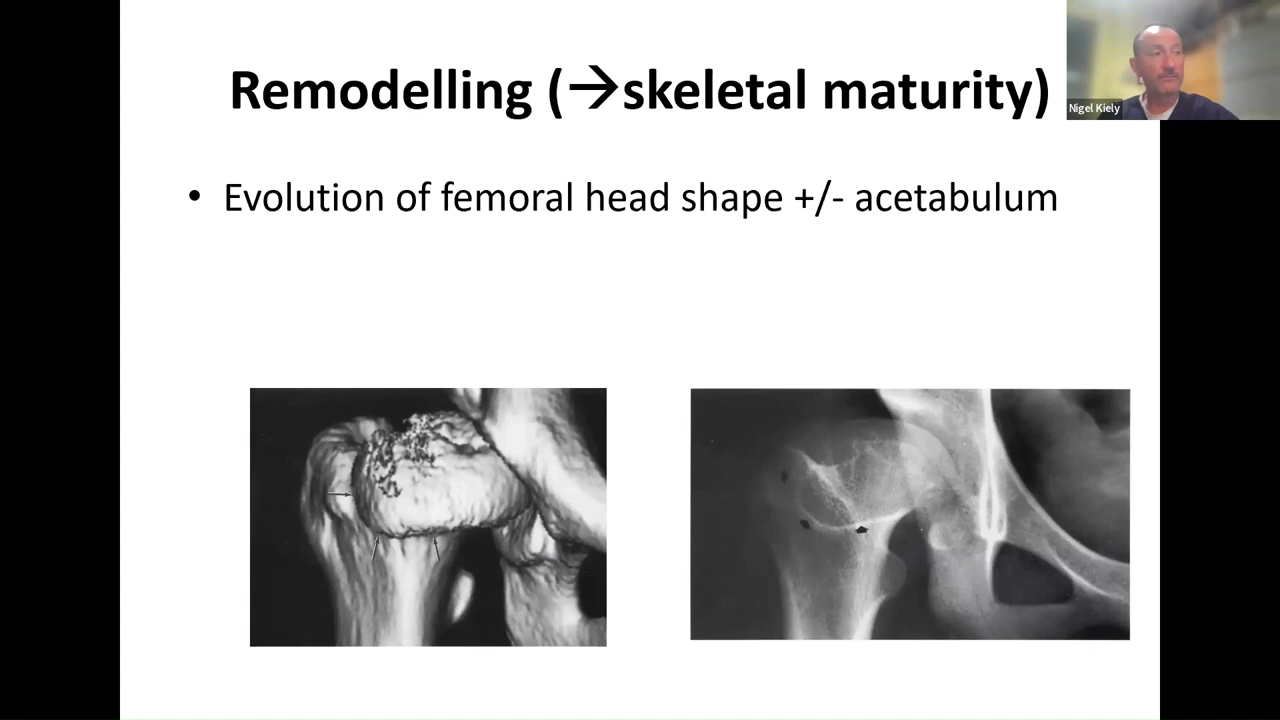 Remodelling (→skeletal maturity)
Nigel Kiely
• Evolution of femoral head shape +/- acetabulum